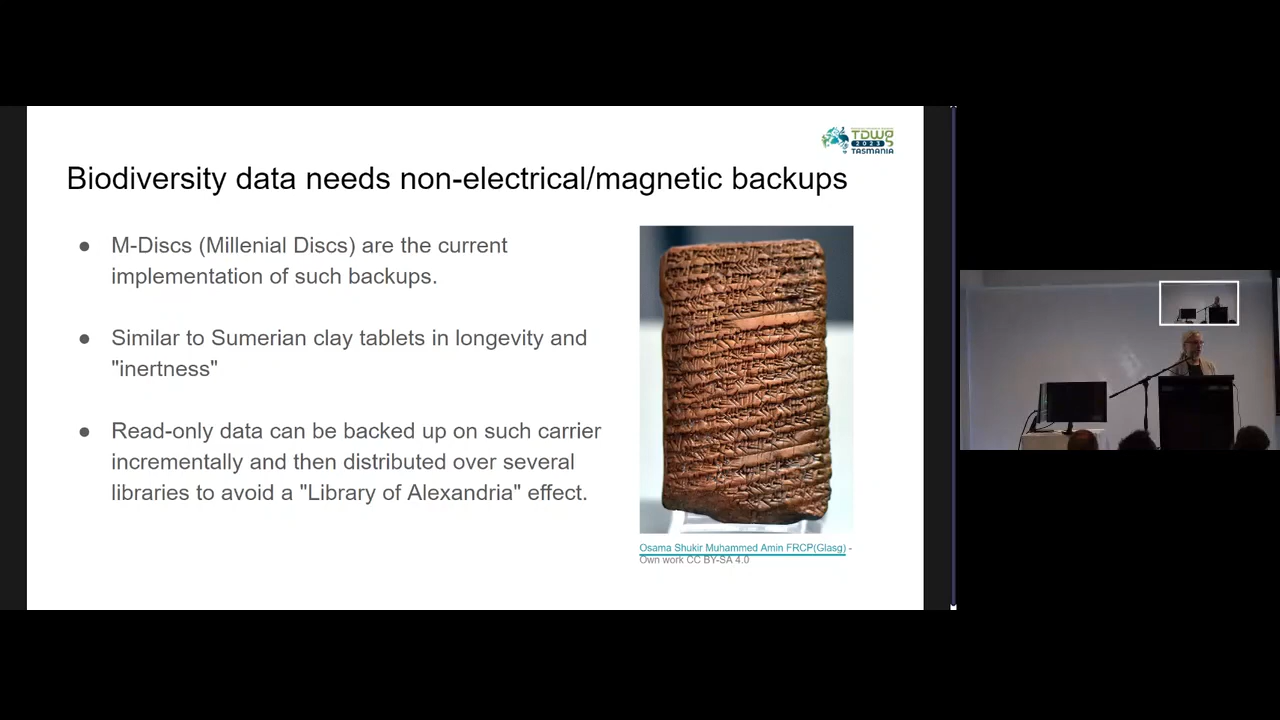 TDWG
2023
TASMANIA
Biodiversity data needs non-electrical/magnetic backups
● M-Discs (Millenial Discs) are the current
implementation of such backups.
● Similar to Sumerian clay tablets in longevity and
"inertness"
● Read-only data can be backed up on such carrier
incrementally and then distributed over several
libraries to avoid a "Library of Alexandria" effect.
Osama Shukir Muhammed Amin FRCP(Glasg) -
Own work CC BY-SA 4.0